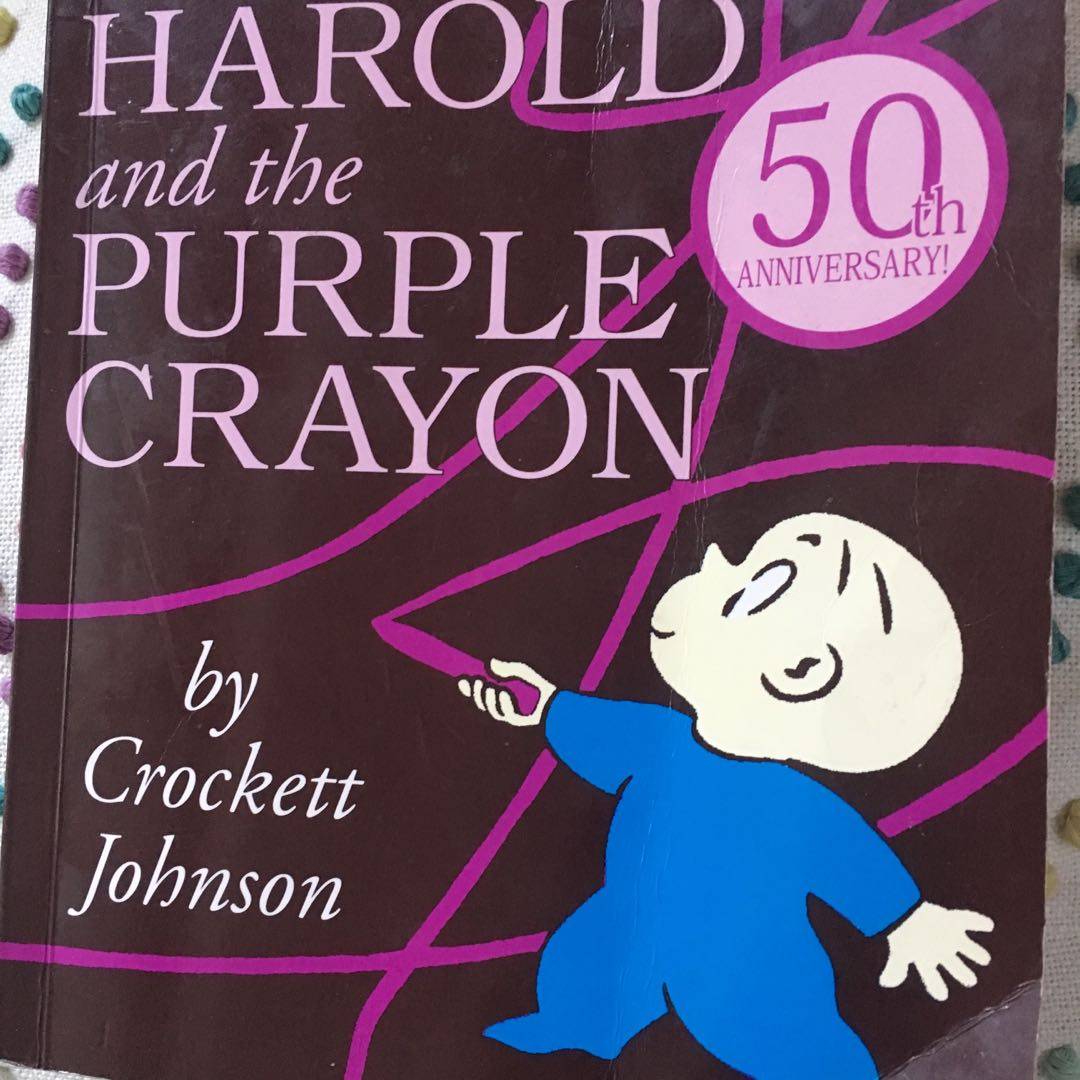 HAROLD
and the
PURPLE
CRAYON
50th
ANNIVERSARY!
by
Crockett
Johnson